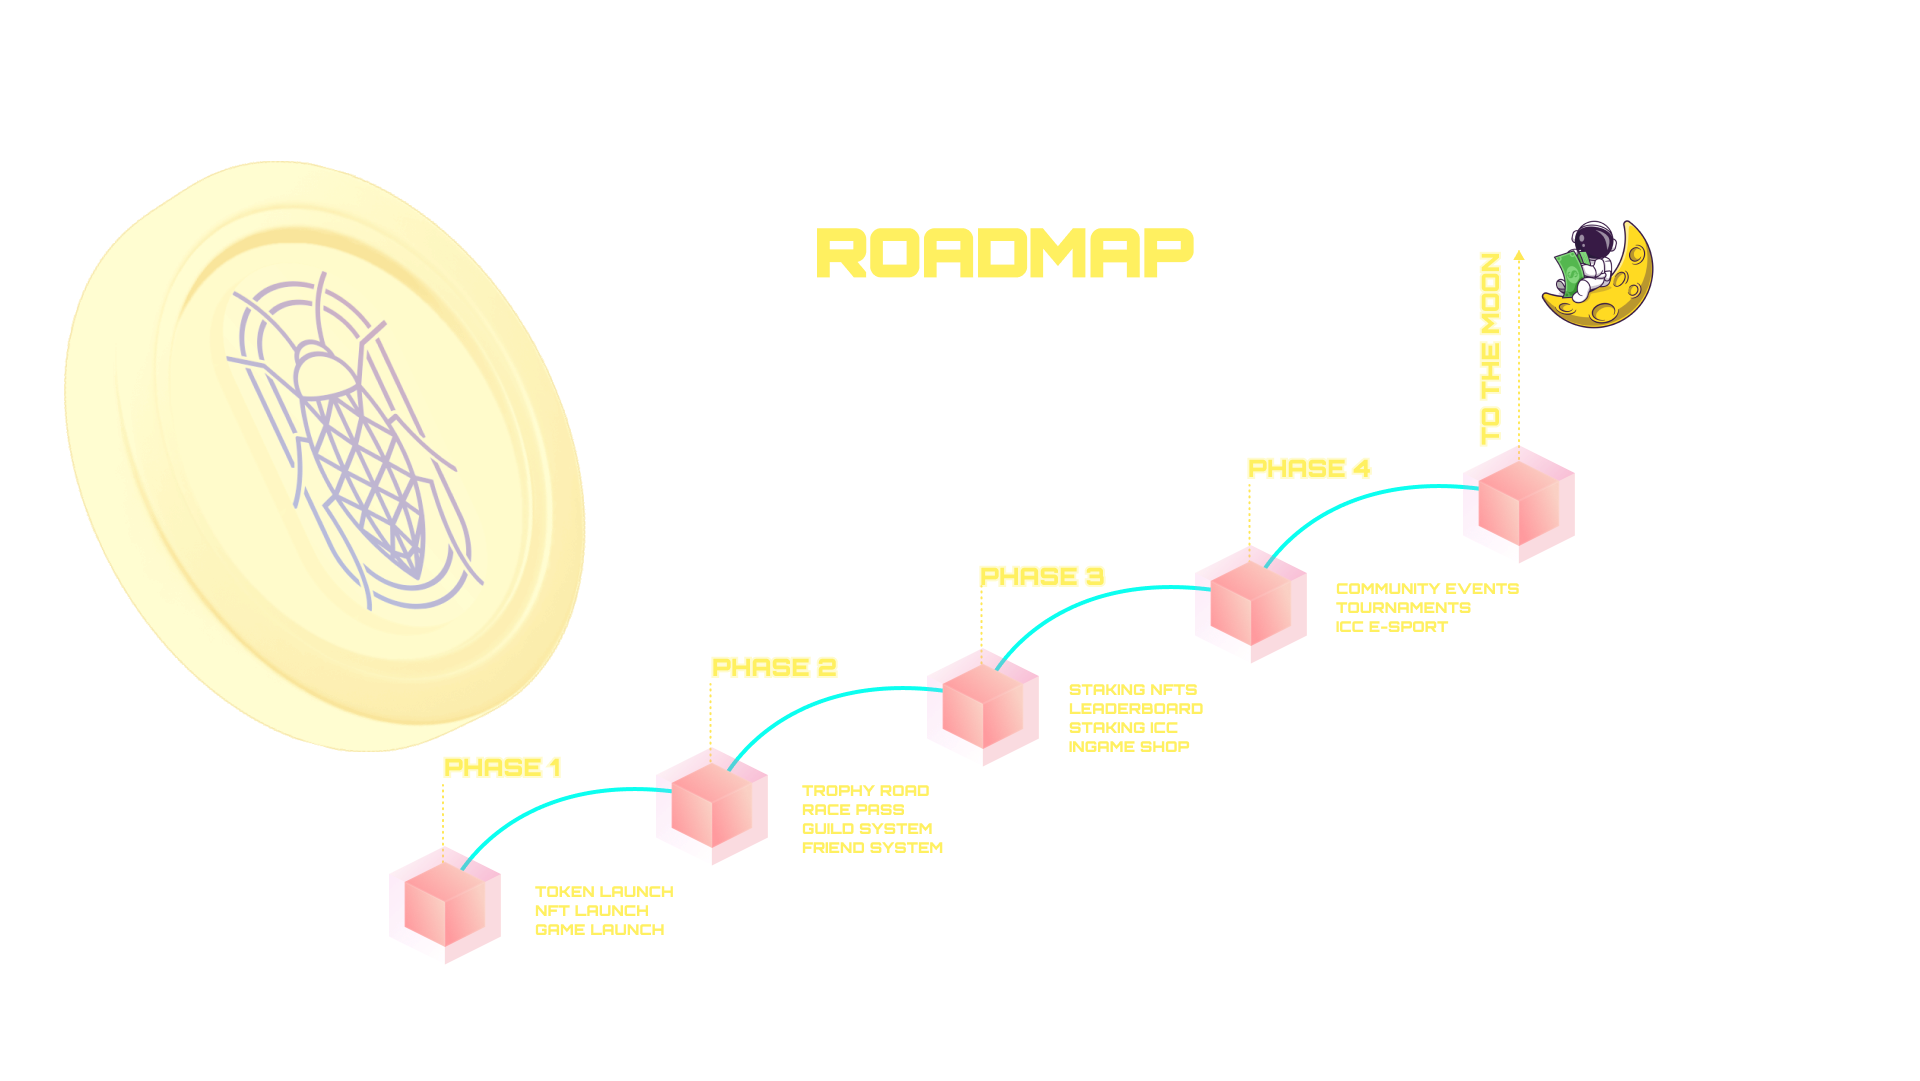 ROADMAP
TO THE MOON
PHASE 1
TOKEN LAUNCH
NFT LAUNCH
GAME LAUNCH
PHASE 2
TROPHY ROAD
RACE PASS
GUILD SYSTEM
FRIEND SYSTEM
PHASE 3
STAKING NFTS
LEADERBOARD
STAKING ICC
INGAME SHOP
PHASE 4
COMMUNITY EVENTS
TOURNAMENTS
ICC E-SPORT